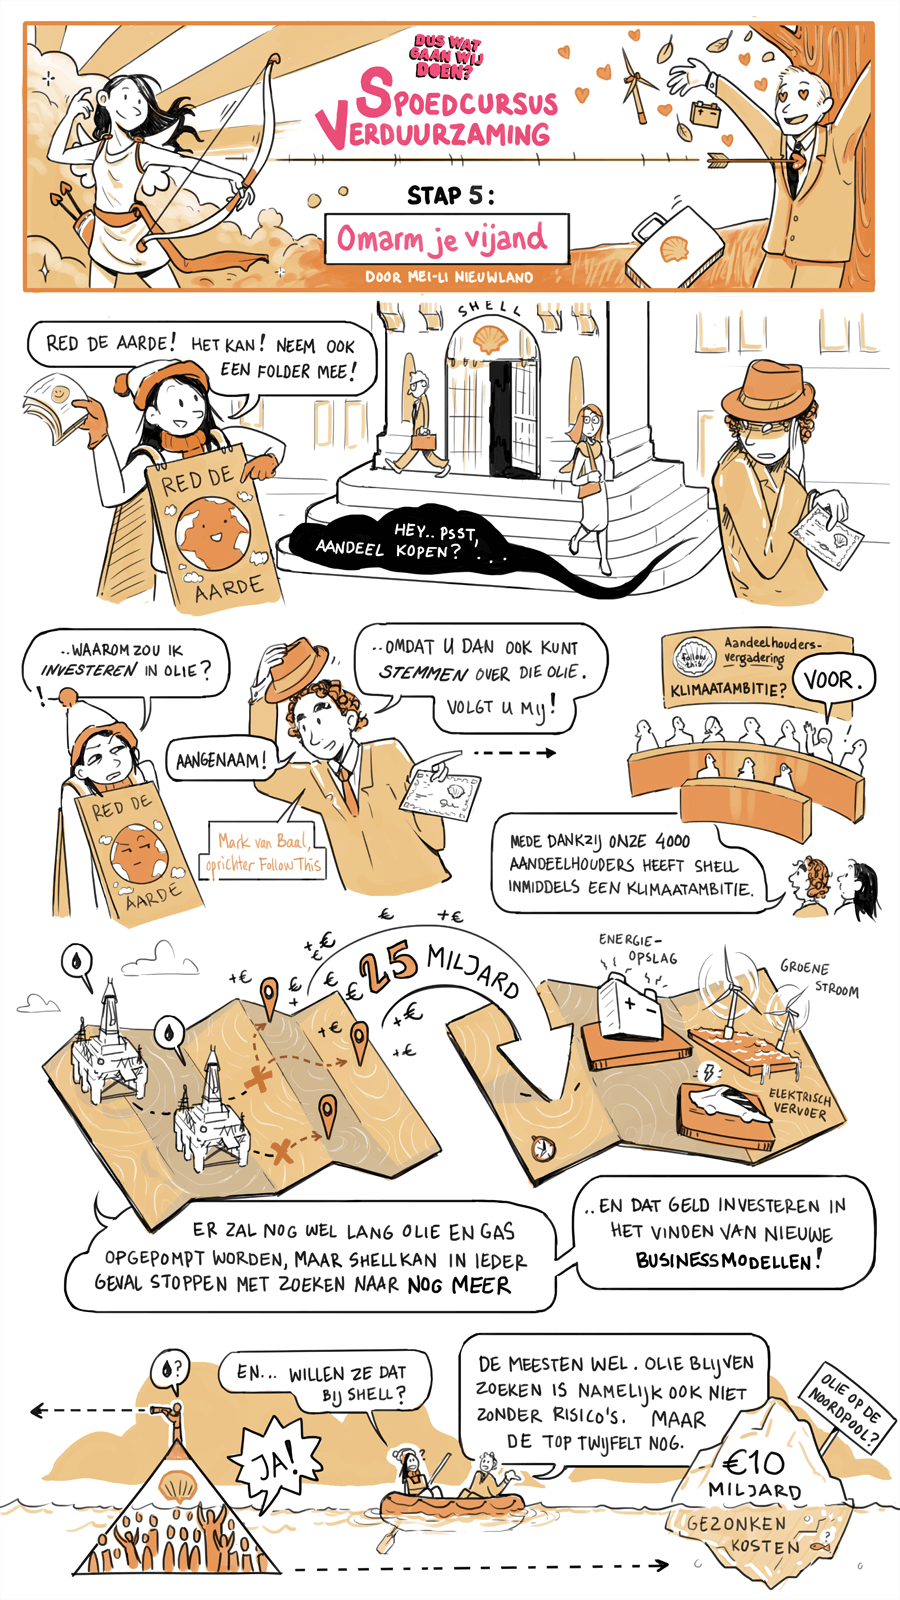 DUS WAT
GAAN WIJ
DOEN?
SPOEDCURSUS
VERDUURZAMING
STAP 5:
Omarm je vijand
DOOR MEI-LI NIEUWLAND
RED DE AARDE! HET KAN! NEEM OOK
EEN FOLDER MEE!
SHELL
RED DE
AARDE
HEY.. PSST,
AANDEEL KOPEN? ...
..WAAROM ZOU IK
INVESTEREN IN OLIE?
!
RED DE
AARDE
AANGENAAM!
..OMDAT U DAN OOK KUNT
STEMMEN OVER DIE OLIE.
VOLGT U MIJ!
Mark van Baal,
oprichter Follow This
follow
this
Aandeelhouders-
vergadering
KLIMAATAMBITIE?
VOOR.
MEDE DANKZIJ ONZE 4000
AANDEELHOUDERS HEEFT SHELL
INMIDDELS EEN KLIMAATAMBITIE.
+€
€
+€
€
+€
€
€
€
+€
€
+€
+€
25 MILJARD
ENERGIE-
OPSLAG
GROENE
STROOM
ELEKTRISCH
VERVOER
ER ZAL NOG WEL LANG OLIE EN GAS
OPGEPOMPT WORDEN, MAAR SHELL KAN IN IEDER
GEVAL STOPPEN MET ZOEKEN NAAR NOG MEER
..EN DAT GELD INVESTEREN IN
HET VINDEN VAN NIEUWE
BUSINESSMODELLEN!
?
JA!
EN... WILLEN ZE DAT
BIJ SHELL?
DE MEESTEN WEL. OLIE BLIJVEN
ZOEKEN IS NAMELIJK OOK NIET
ZONDER RISICO'S. MAAR
DE TOP TWIJFELT NOG.
OLIE OP DE
NOORDPOOL?
€10
MILJARD
GEZONKEN
KOSTEN
?